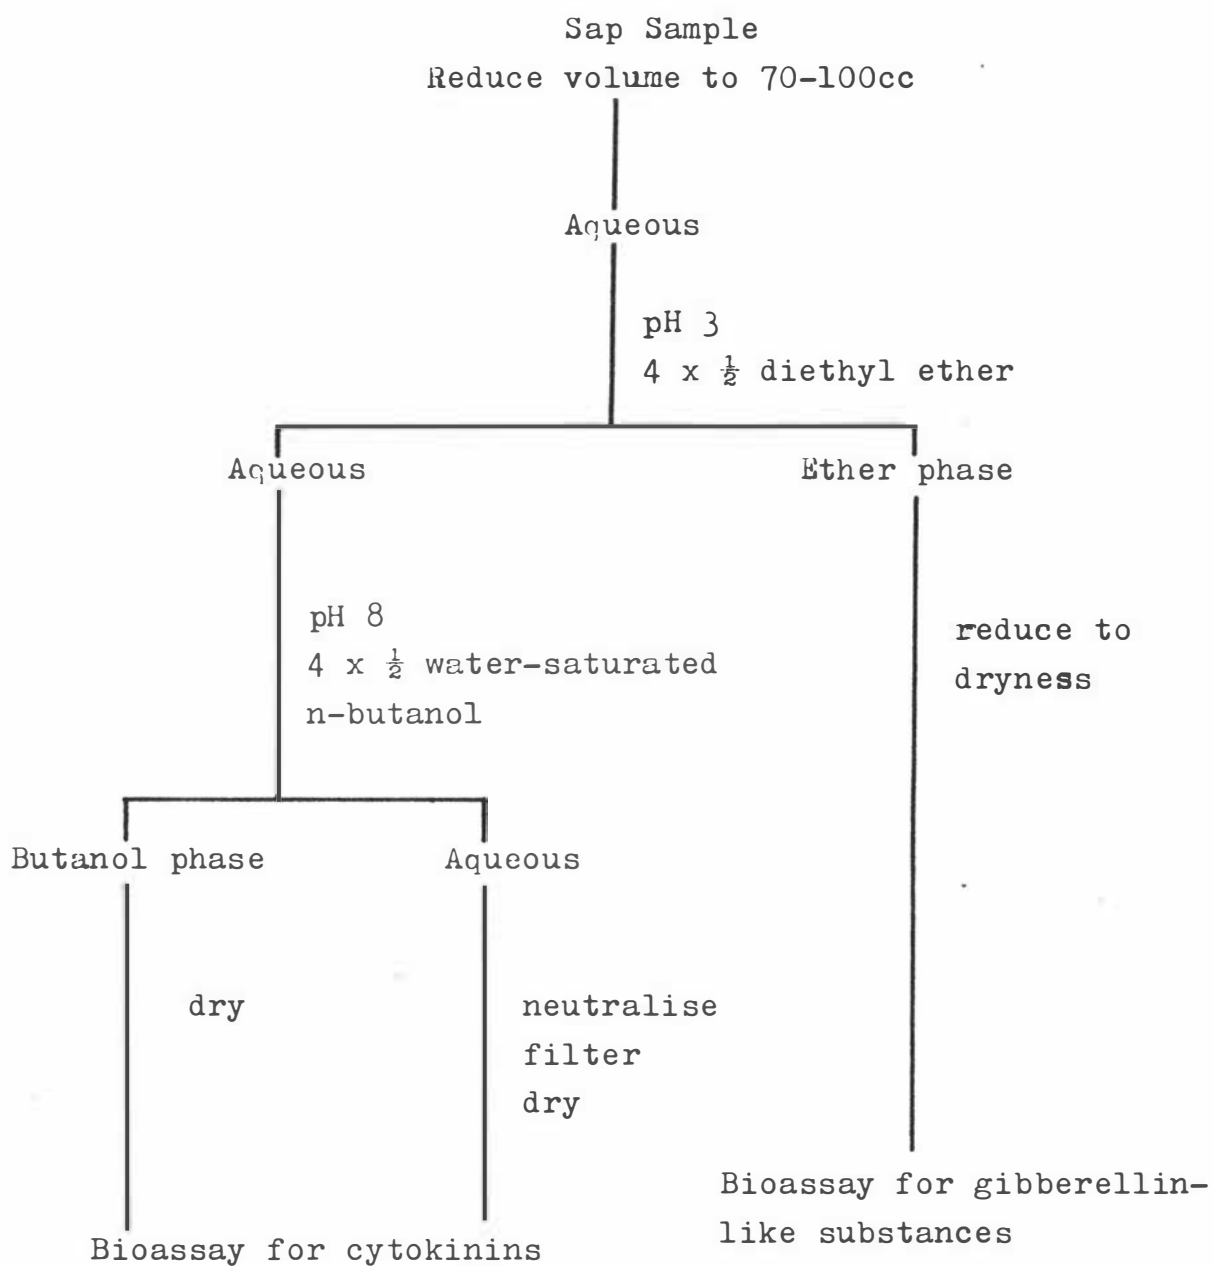 Sap Sample
Reduce volume to 70-100cc
Aqueous
pH 3
4 x ½ diethyl ether
Aqueous
Ether phase
pH 8
4 x ½ water-saturated
n-butanol
reduce to
dryness
Butanol phase
Aqueous
dry
neutralise
filter
dry
Bioassay for cytokinins
Bioassay for gibberellin-
like substances